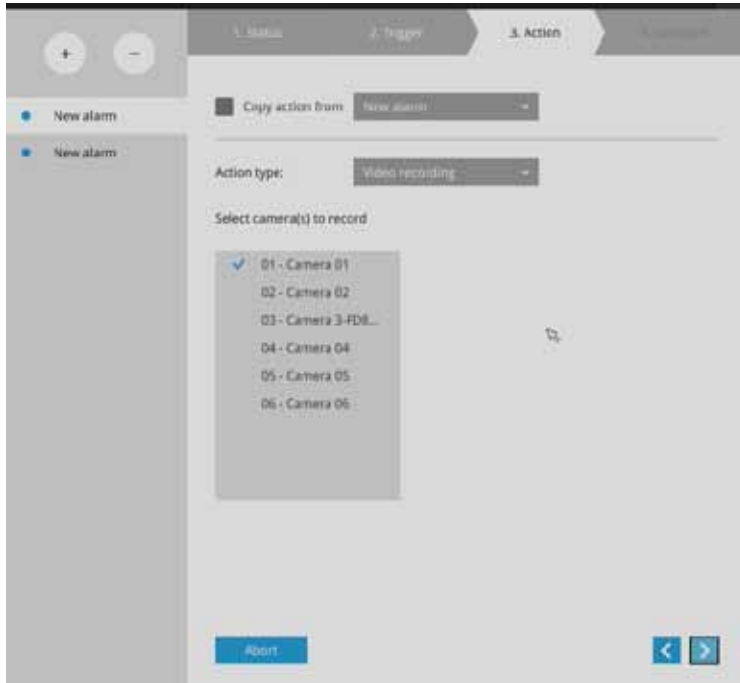 + −
1. Status 2. Trigger 3. Action
New alarm
New alarm
Copy action from New alarm
Action type: Video recording
Select camera(s) to record
01 - Camera 01
02 - Camera 02
03 - Camera 3-FD8...
04 - Camera 04
05 - Camera 05
06 - Camera 06
Abort
< >